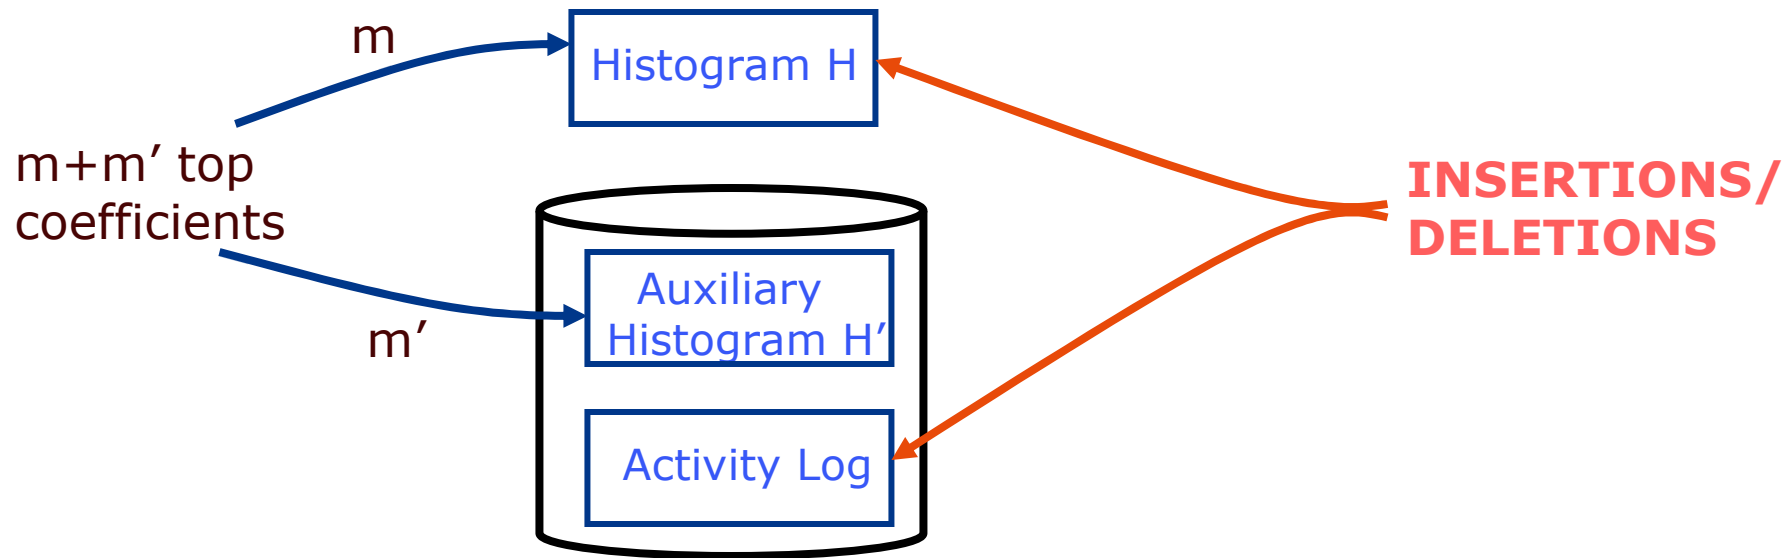 m
Histogram H
m+m’ top
coefficients
INSERTIONS/
DELETIONS
Auxiliary
Histogram H’
m’
Activity Log